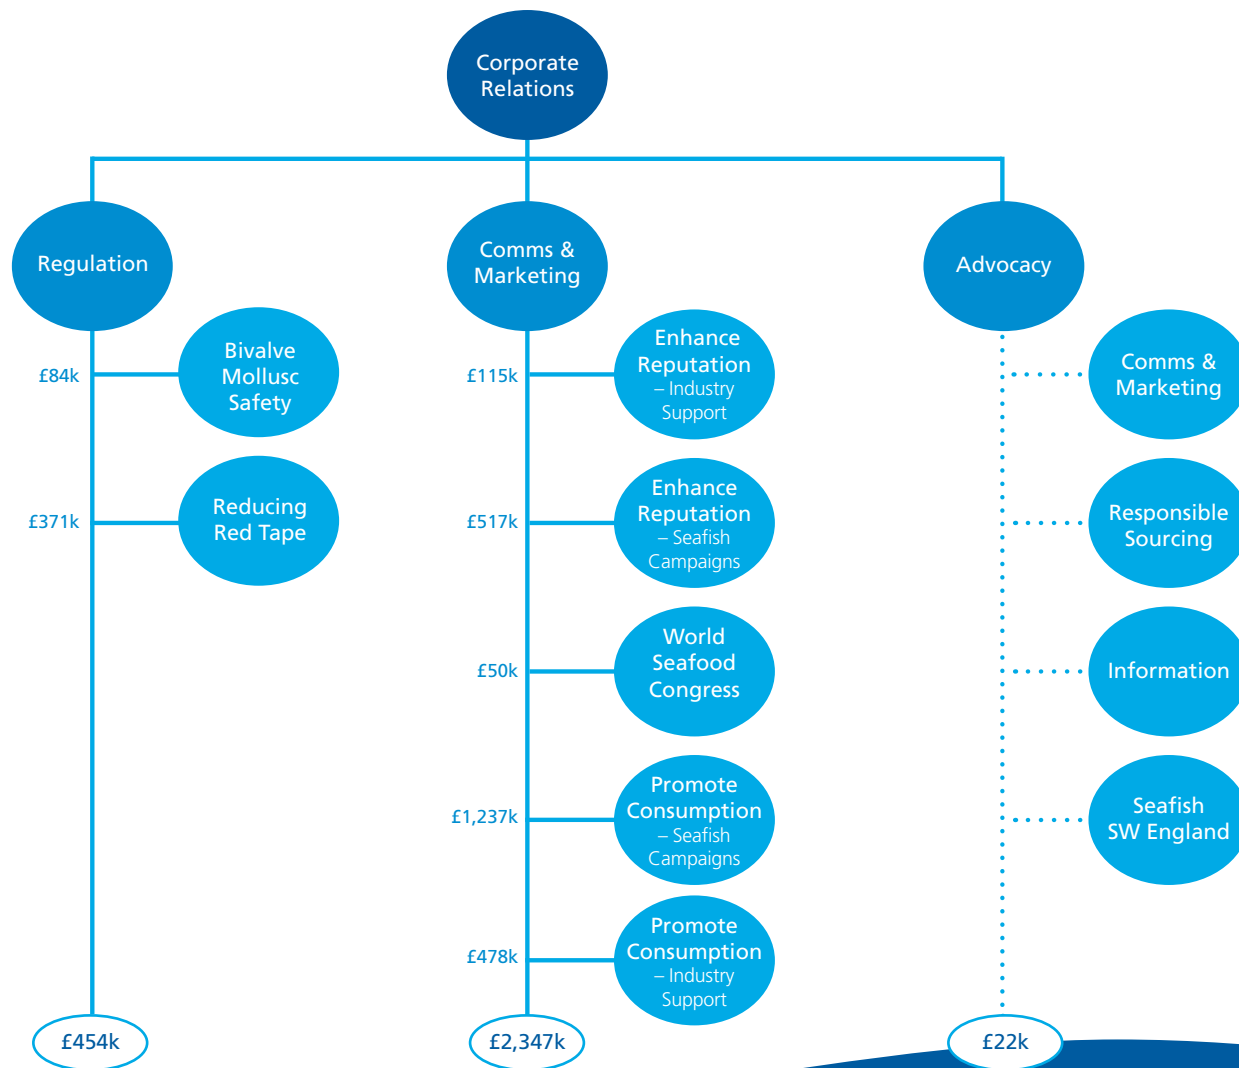 Corporate
Relations
Regulation
Comms &
Marketing
Advocacy
£84k
Bivalve
Mollusc
Safety
£371k
Reducing
Red Tape
£454k
£115k
Enhance
Reputation
– Industry
Support
£517k
Enhance
Reputation
– Seafish
Campaigns
£50k
World
Seafood
Congress
£1,237k
Promote
Consumption
– Seafish
Campaigns
£478k
Promote
Consumption
– Industry
Support
£2,347k
Comms &
Marketing
Responsible
Sourcing
Information
Seafish
SW England
£22k